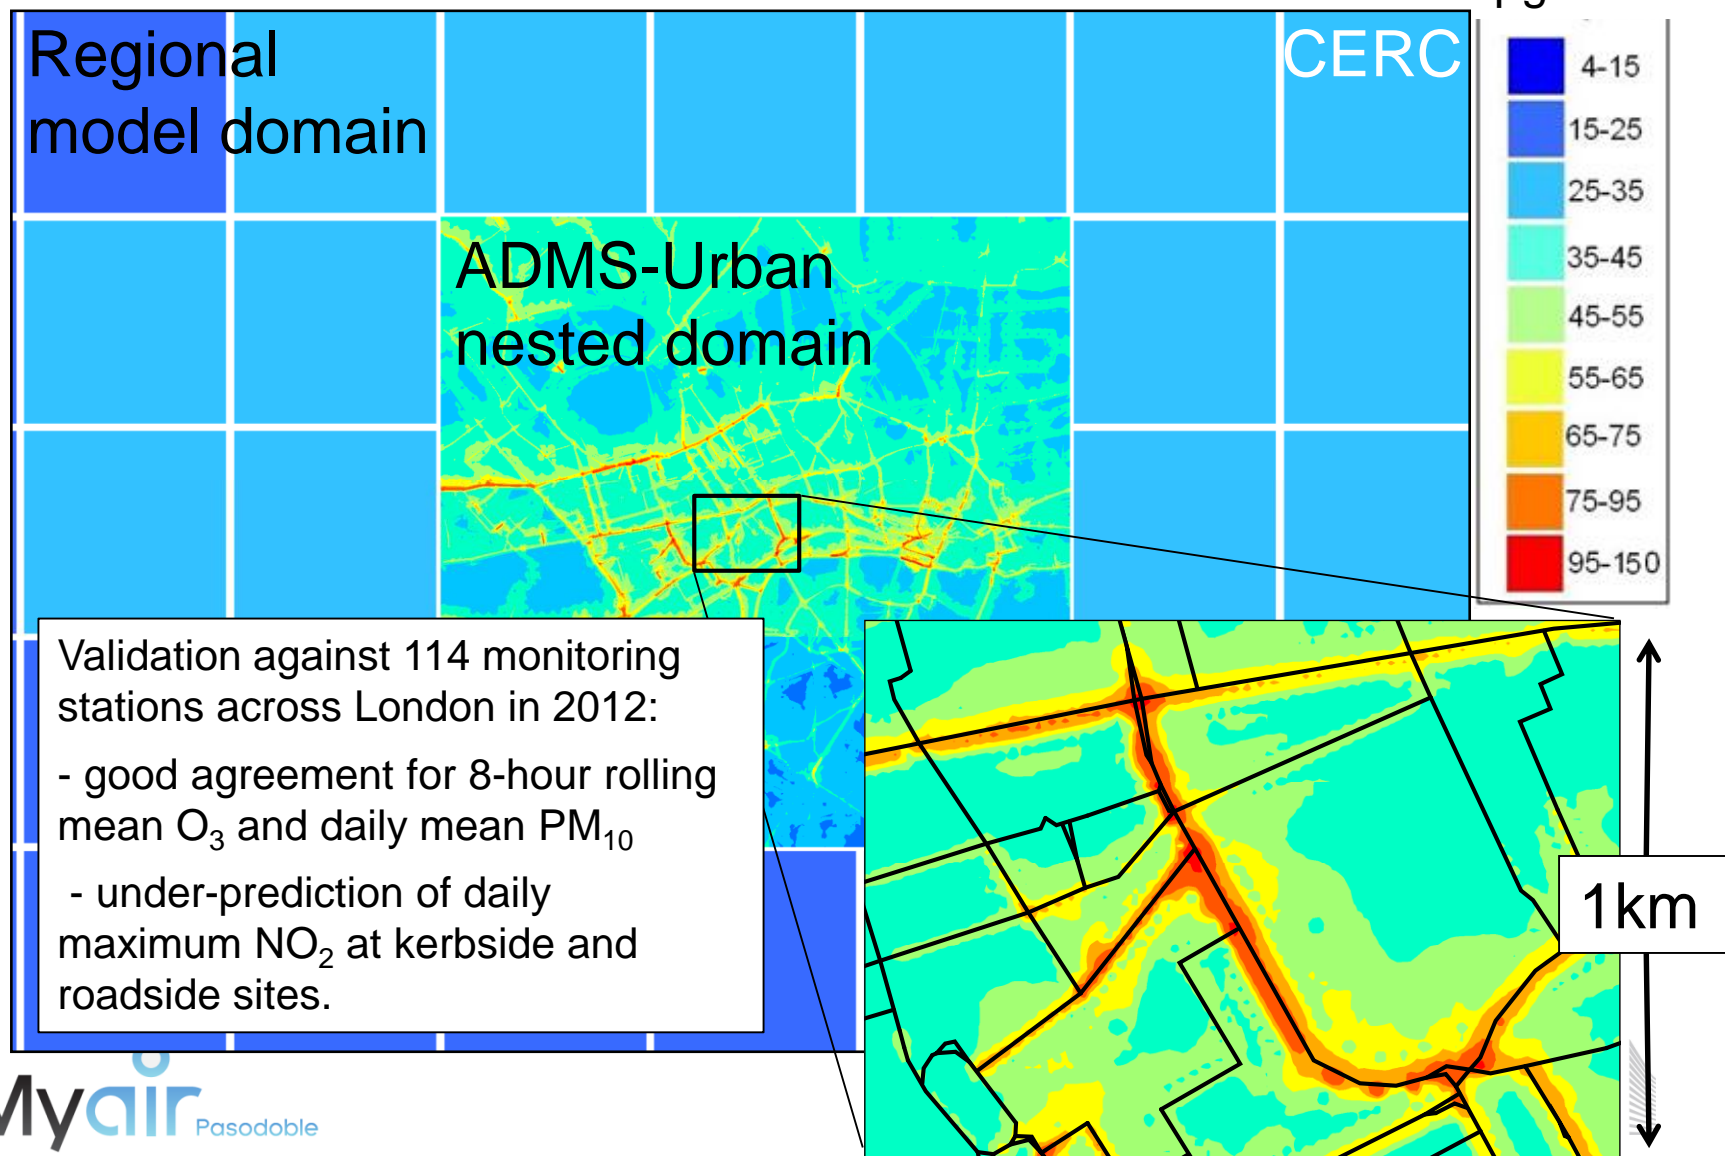 Regional
model domain
CERC
ADMS-Urban
nested domain
4-15
15-25
25-35
35-45
45-55
55-65
65-75
75-95
95-150
Validation against 114 monitoring
stations across London in 2012:
- good agreement for 8-hour rolling
mean O₃ and daily mean PM₁₀
- under-prediction of daily
maximum NO₂ at kerbside and
roadside sites.
1km
Myair Pasodoble